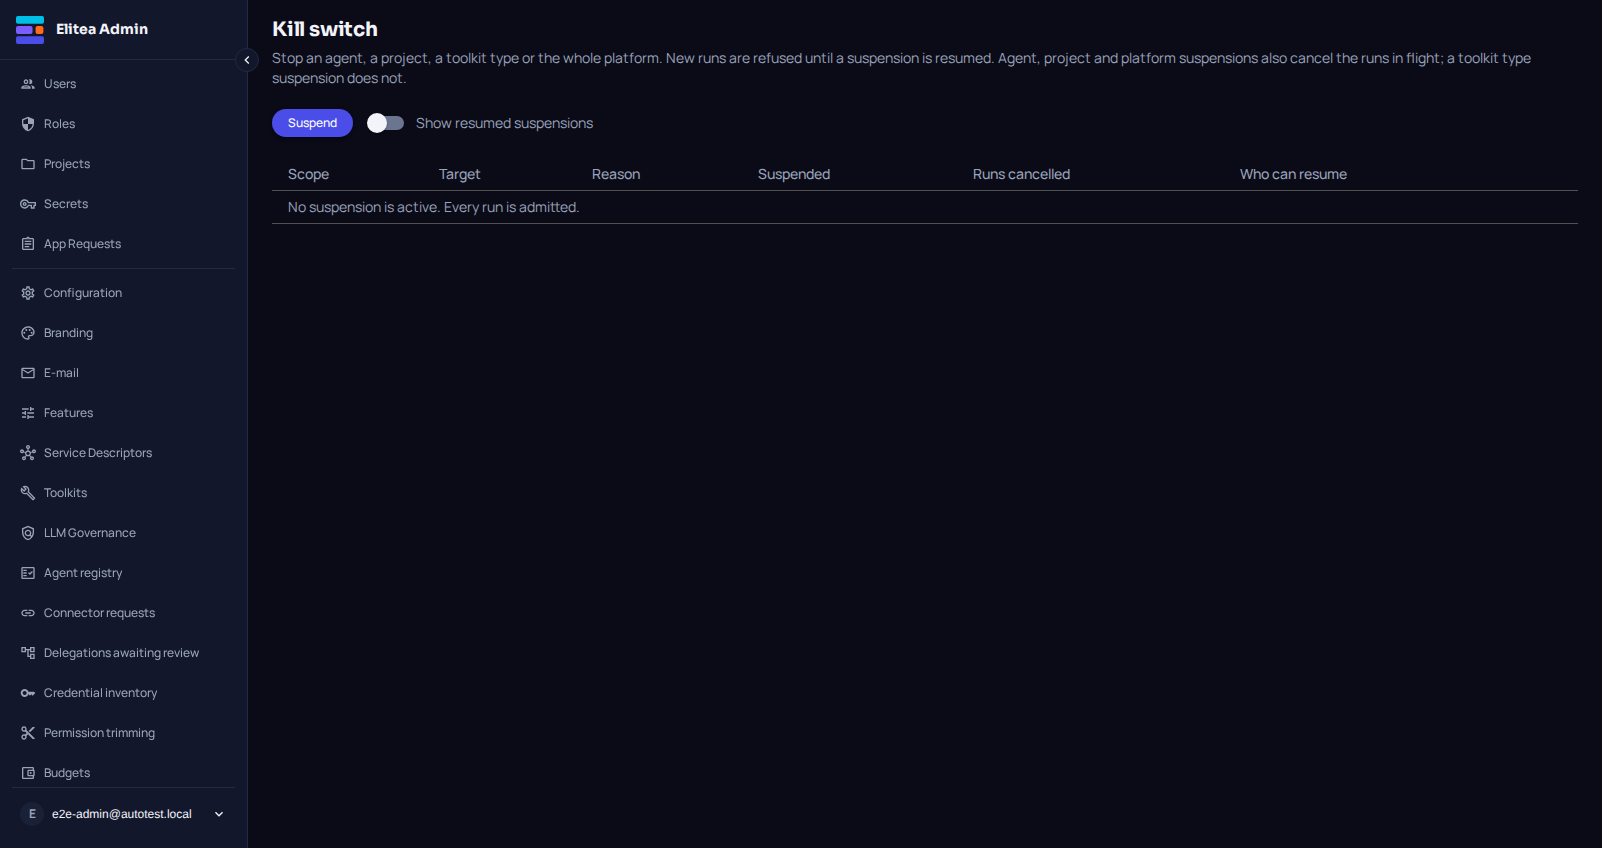 Elitea Admin
Users
Roles
Projects
Secrets
App Requests
Configuration
Branding
E-mail
Features
Service Descriptors
Toolkits
LLM Governance
Agent registry
Connector requests
Delegations awaiting review
Credential inventory
Permission trimming
Budgets
E e2e-admin@autotest.local
Kill switch
Stop an agent, a project, a toolkit type or the whole platform. New runs are refused until a suspension is resumed. Agent, project and platform suspensions also cancel the runs in flight; a toolkit type
suspension does not.
Suspend Show resumed suspensions
Scope Target Reason Suspended Runs cancelled Who can resume
No suspension is active. Every run is admitted.